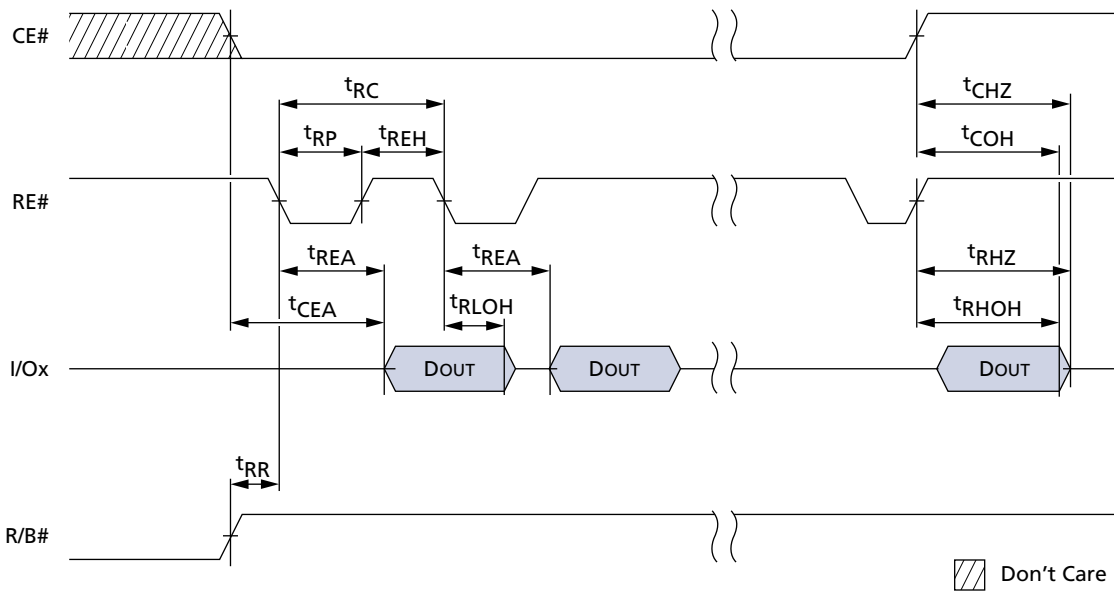 CE#
tRC
tCHZ
tRP
tREH
tCOH
RE#
tREA
tREA
tRHZ
tCEA
tRLOH
tRHOH
I/Ox
DOUT
DOUT
DOUT
tRR
R/B#
Don't Care